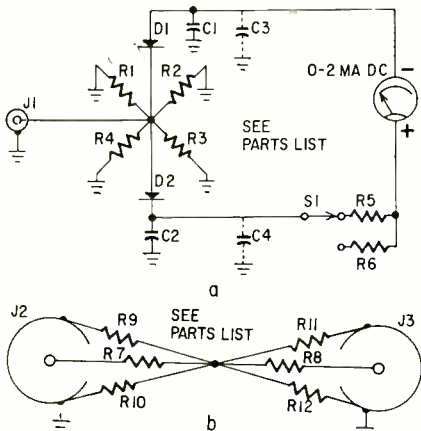 D1
C1
C3
R1
R2
0-2 MA DC
−
+
J1
R4
R3
SEE
PARTS LIST
D2
S1
R5
C2
C4
R6
a
J2
SEE
PARTS LIST
J3
R9
R11
R7
R8
R10
R12
b